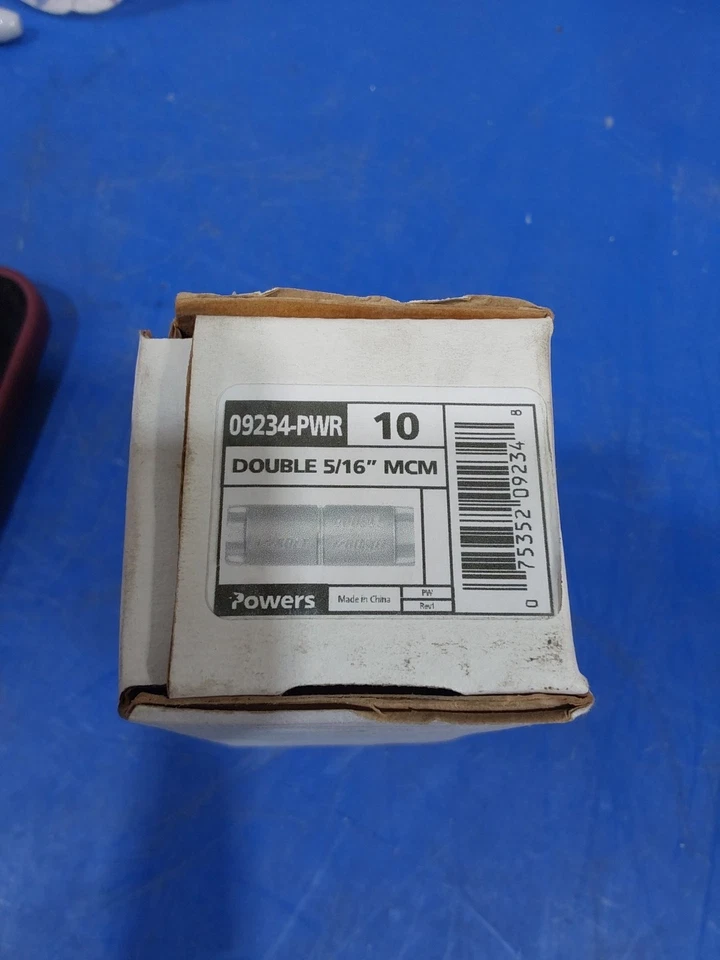 09234-PWR
10
DOUBLE 5/16" MCM
Powers
Made in China
PW
Rev1
0 75352 09234 8